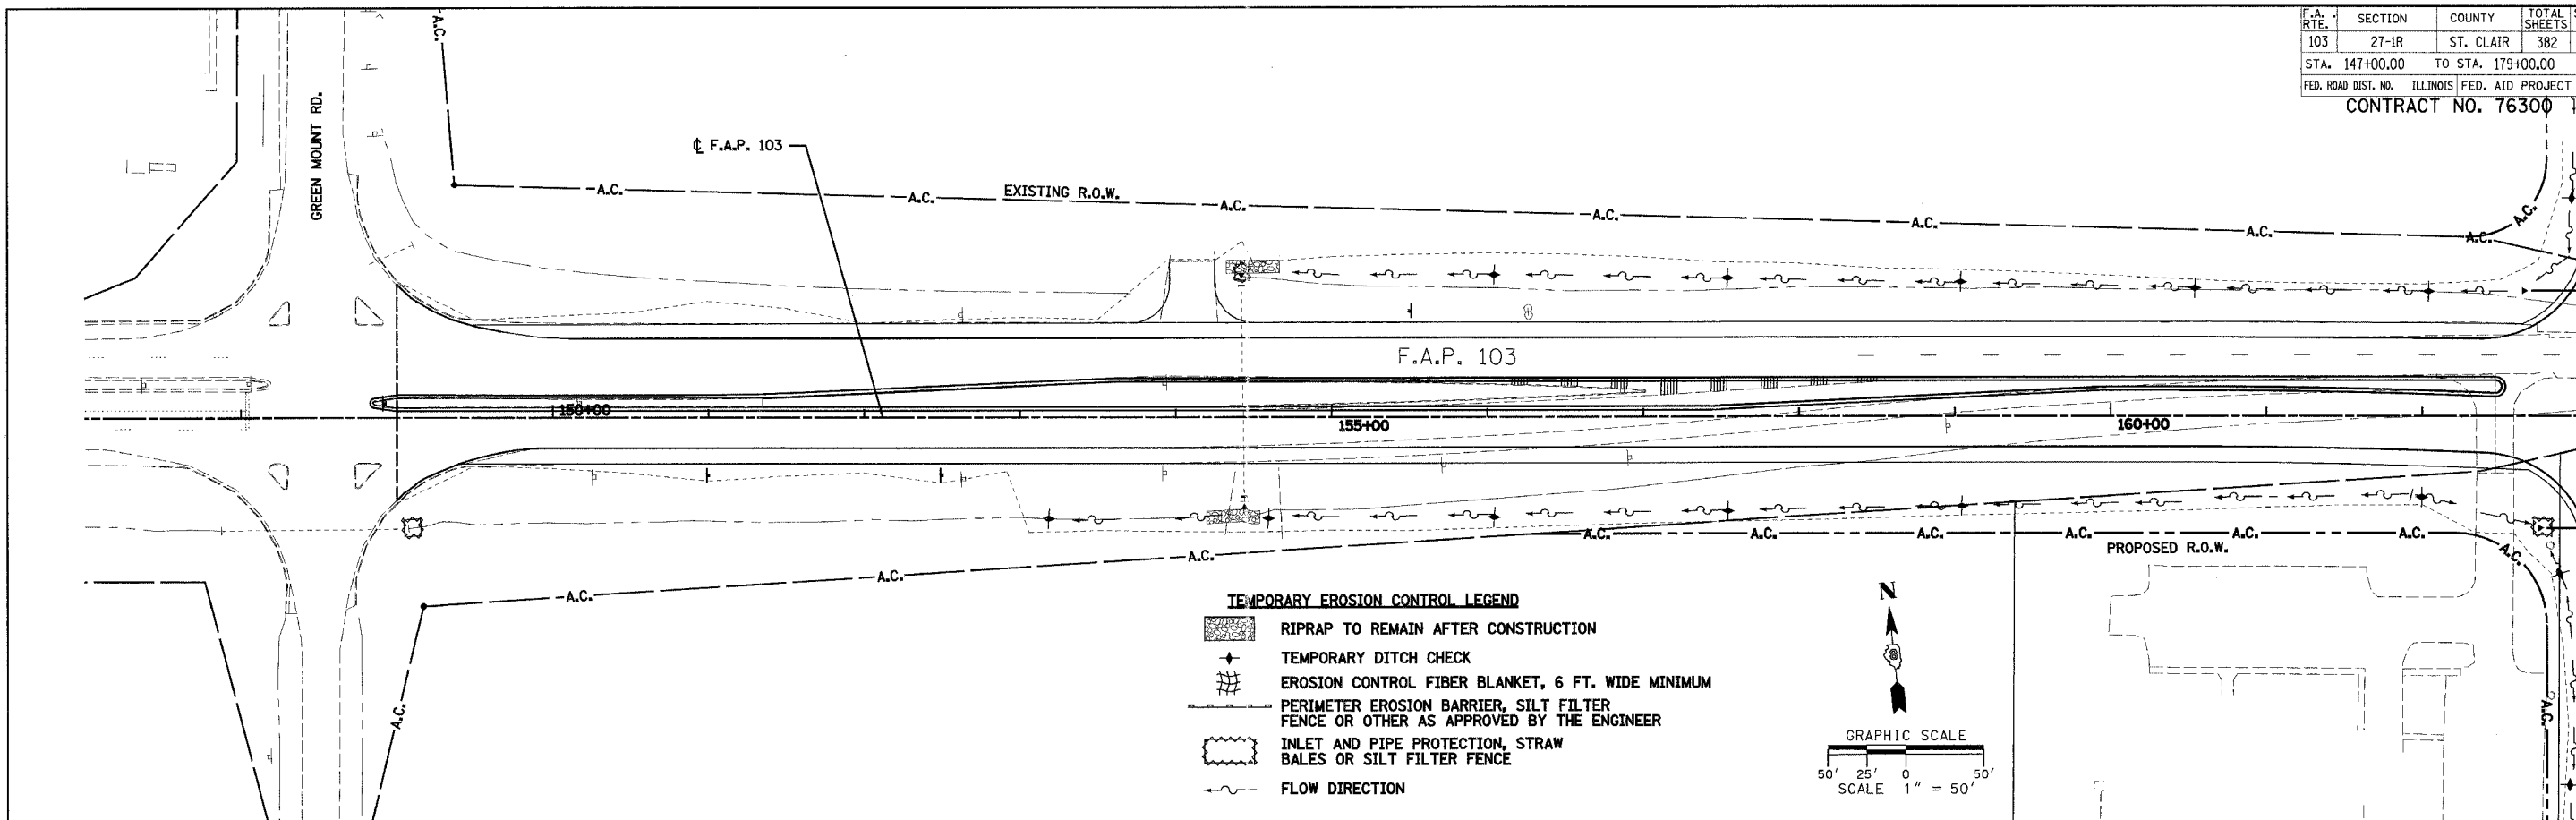 F.A. RTE. SECTION COUNTY TOTAL SHEETS
103 27-1R ST. CLAIR 382
STA. 147+00.00 TO STA. 179+00.00
FED. ROAD DIST. NO. ILLINOIS FED. AID PROJECT
CONTRACT NO. 76300
A.C.
GREEN MOUNT RD.
℄ F.A.P. 103
A.C.
A.C.
EXISTING R.O.W.
A.C.
A.C.
A.C.
A.C.
A.C.
A.C.
F.A.P. 103
150+00
155+00
160+00
A.C.
A.C.
A.C.
A.C.
A.C.
A.C.
A.C.
A.C.
A.C.
A.C.
PROPOSED R.O.W.
A.C.
A.C.
TEMPORARY EROSION CONTROL LEGEND
RIPRAP TO REMAIN AFTER CONSTRUCTION
TEMPORARY DITCH CHECK
EROSION CONTROL FIBER BLANKET, 6 FT. WIDE MINIMUM
PERIMETER EROSION BARRIER, SILT FILTER
FENCE OR OTHER AS APPROVED BY THE ENGINEER
INLET AND PIPE PROTECTION, STRAW
BALES OR SILT FILTER FENCE
FLOW DIRECTION
N
GRAPHIC SCALE
50' 25' 0 50'
SCALE 1" = 50'